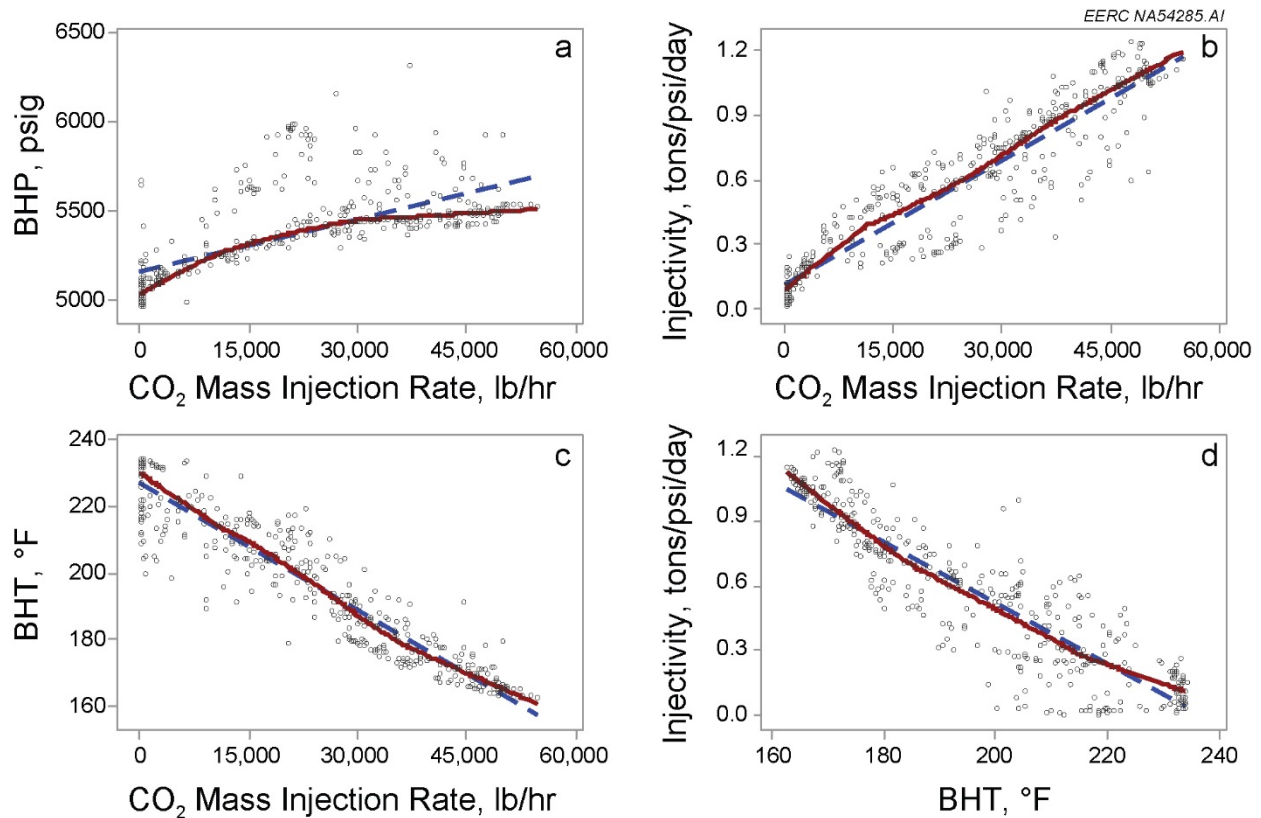 EERC NA54285.AI
a
BHP, psig
6500
6000
5500
5000
0 15,000 30,000 45,000 60,000
CO₂ Mass Injection Rate, lb/hr
b
Injectivity, tons/psi/day
1.2
0.9
0.6
0.3
0.0
0 15,000 30,000 45,000 60,000
CO₂ Mass Injection Rate, lb/hr
c
BHT, °F
240
220
200
180
160
0 15,000 30,000 45,000 60,000
CO₂ Mass Injection Rate, lb/hr
d
Injectivity, tons/psi/day
1.2
0.9
0.6
0.3
0.0
160 180 200 220 240
BHT, °F